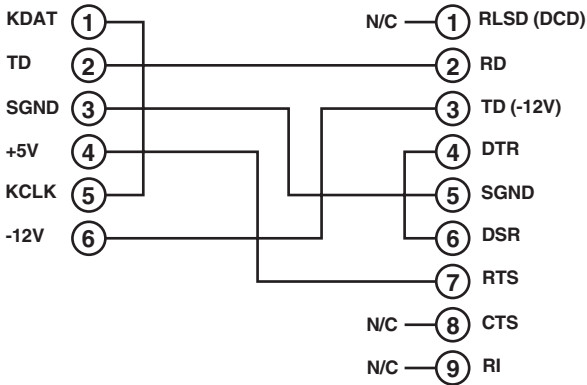 KDAT 1 N/C 1 RLSD (DCD)
TD 2 2 RD
SGND 3 3 TD (-12V)
+5V 4 4 DTR
KCLK 5 5 SGND
-12V 6 6 DSR
7 RTS
N/C 8 CTS
N/C 9 RI